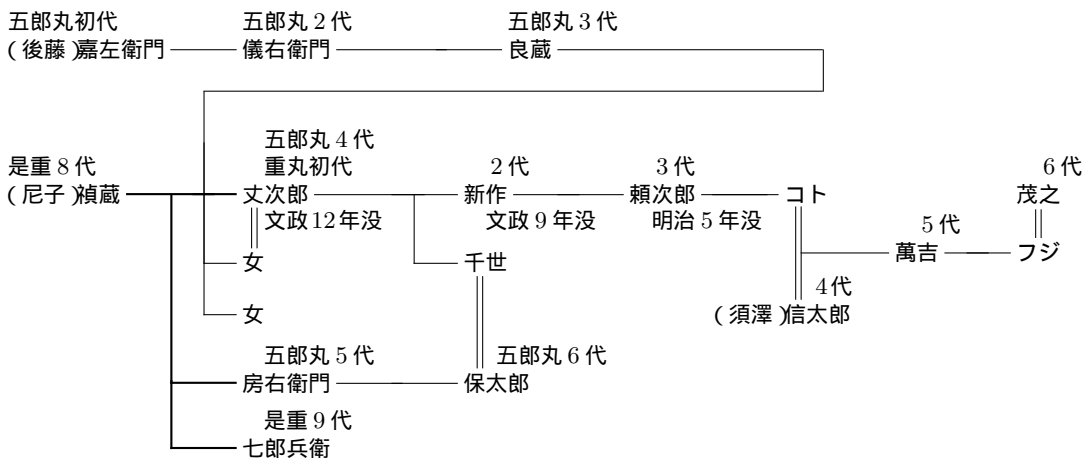 五郎丸初代 五郎丸 2 代 五郎丸 3 代
(後藤)嘉左衛門 儀右衛門 良蔵
五郎丸 4 代
是重 8 代 重丸初代 2 代 3 代 6 代
(尼子)禎蔵 丈次郎 新作 頼次郎 コト 茂之
文政 12 年没 文政 9 年没 明治 5 年没
5 代
女 千世 萬吉 フジ
4 代
女 (須澤)信太郎
五郎丸 5 代 五郎丸 6 代
房右衛門 保太郎
是重 9 代
七郎兵衛